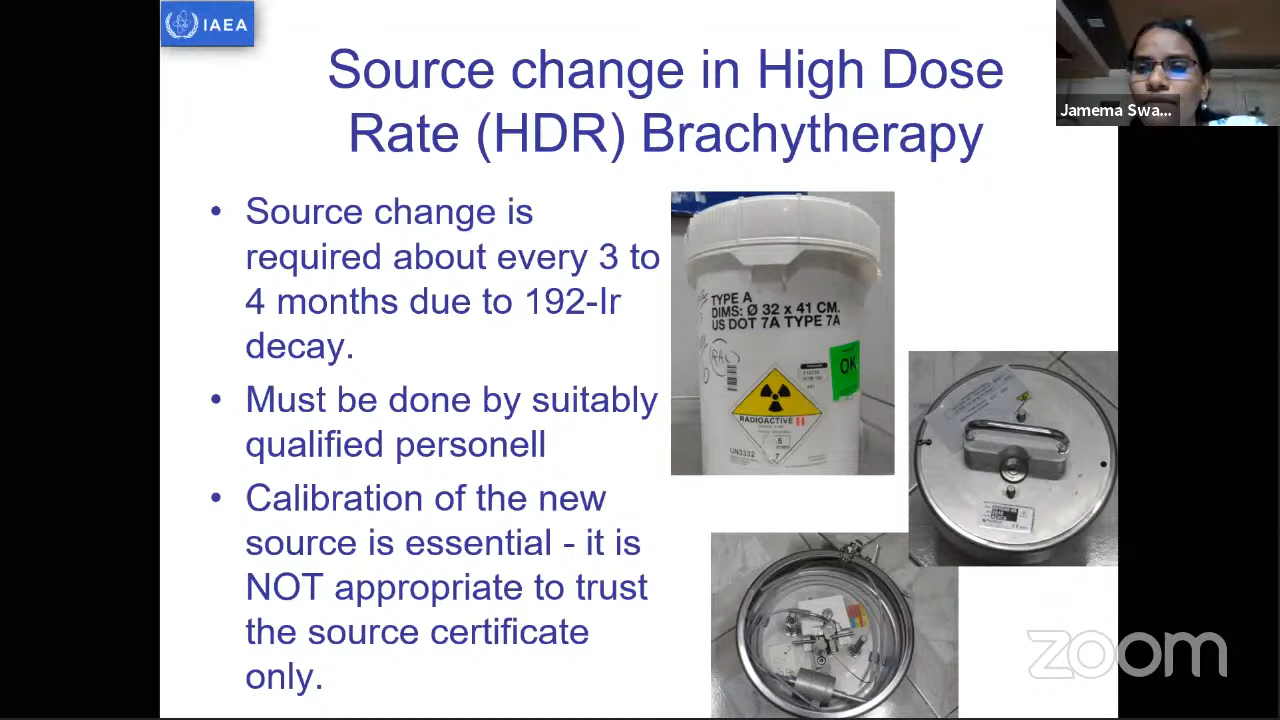 IAEA
Source change in High Dose
Rate (HDR) Brachytherapy
Jamema Swa...
• Source change is
required about every 3 to
4 months due to 192-Ir
decay.
• Must be done by suitably
qualified personell
• Calibration of the new
source is essential - it is
NOT appropriate to trust
the source certificate
only.
TYPE A
DIMS: Ø 32 x 41 CM.
US DOT 7A TYPE 7A
OK
RADIOACTIVE II
.5
7
UN3332
zoom